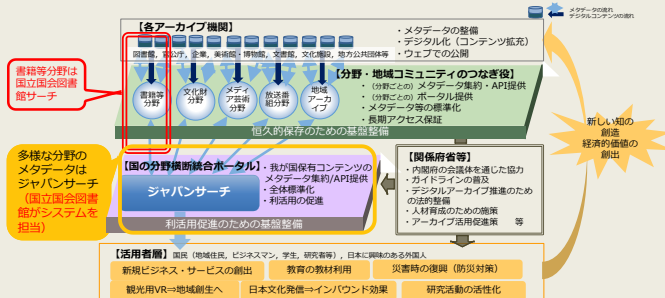 メタデータの流れ
デジタルコンテンツの流れ
【各アーカイブ機関】
・メタデータの整備
・デジタル化（コンテンツ拡充）
・ウェブでの公開
図書館，官公庁，企業，美術館・博物館，文書館，文化施設，地方公共団体等
書籍等分野は
国立国会図書
館サーチ
【分野・地域コミュニティのつなぎ役】
・（分野ごとの）メタデータ集約・API提供
・（分野ごとの）ポータル提供
・メタデータ等の標準化
・長期アクセス保証
書籍等
分野
文化財
分野
メディ
ア芸術
分野
放送番
組分野
地域
アーカ
イブ
恒久的保存のための基盤整備
新しい知の
創造
経済的価値の
創出
多様な分野の
メタデータは
ジャパンサーチ
（国立国会図書
館がシステムを
担当）
【国の分野横断統合ポータル】
ジャパンサーチ
・我が国保有コンテンツの
メタデータ集約/API提供
・全体標準化
・利活用の促進
利活用促進のための基盤整備
【関係府省等】
・内閣府の会議体を通じた協力
・ガイドラインの普及
・デジタルアーカイブ推進のため
の法的整備
・人材育成のための施策
・アーカイブ活用促進策　等
【活用者層】国民（地域住民，ビジネスマン，学生，研究者等），日本に興味のある外国人
新規ビジネス・サービスの創出
教育の教材利用
災害時の復興（防災対策）
観光用VR⇒地域創生へ
日本文化発信⇒インバウンド効果
研究活動の活性化